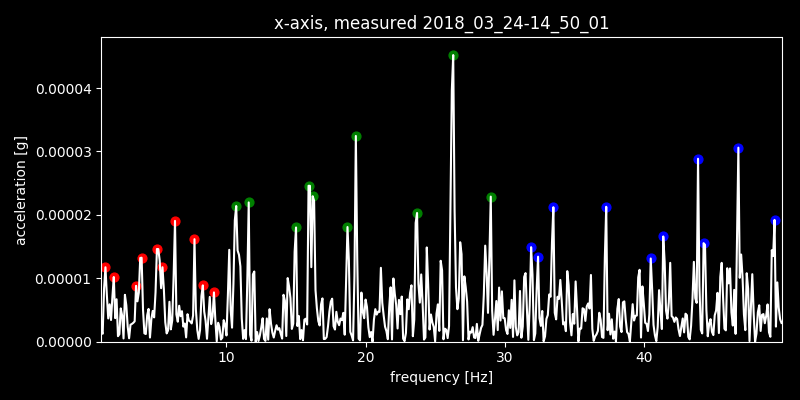 x-axis, measured 2018_03_24-14_50_01
acceleration [g]
0.00004
0.00003
0.00002
0.00001
0.00000
10 20 30 40
frequency [Hz]